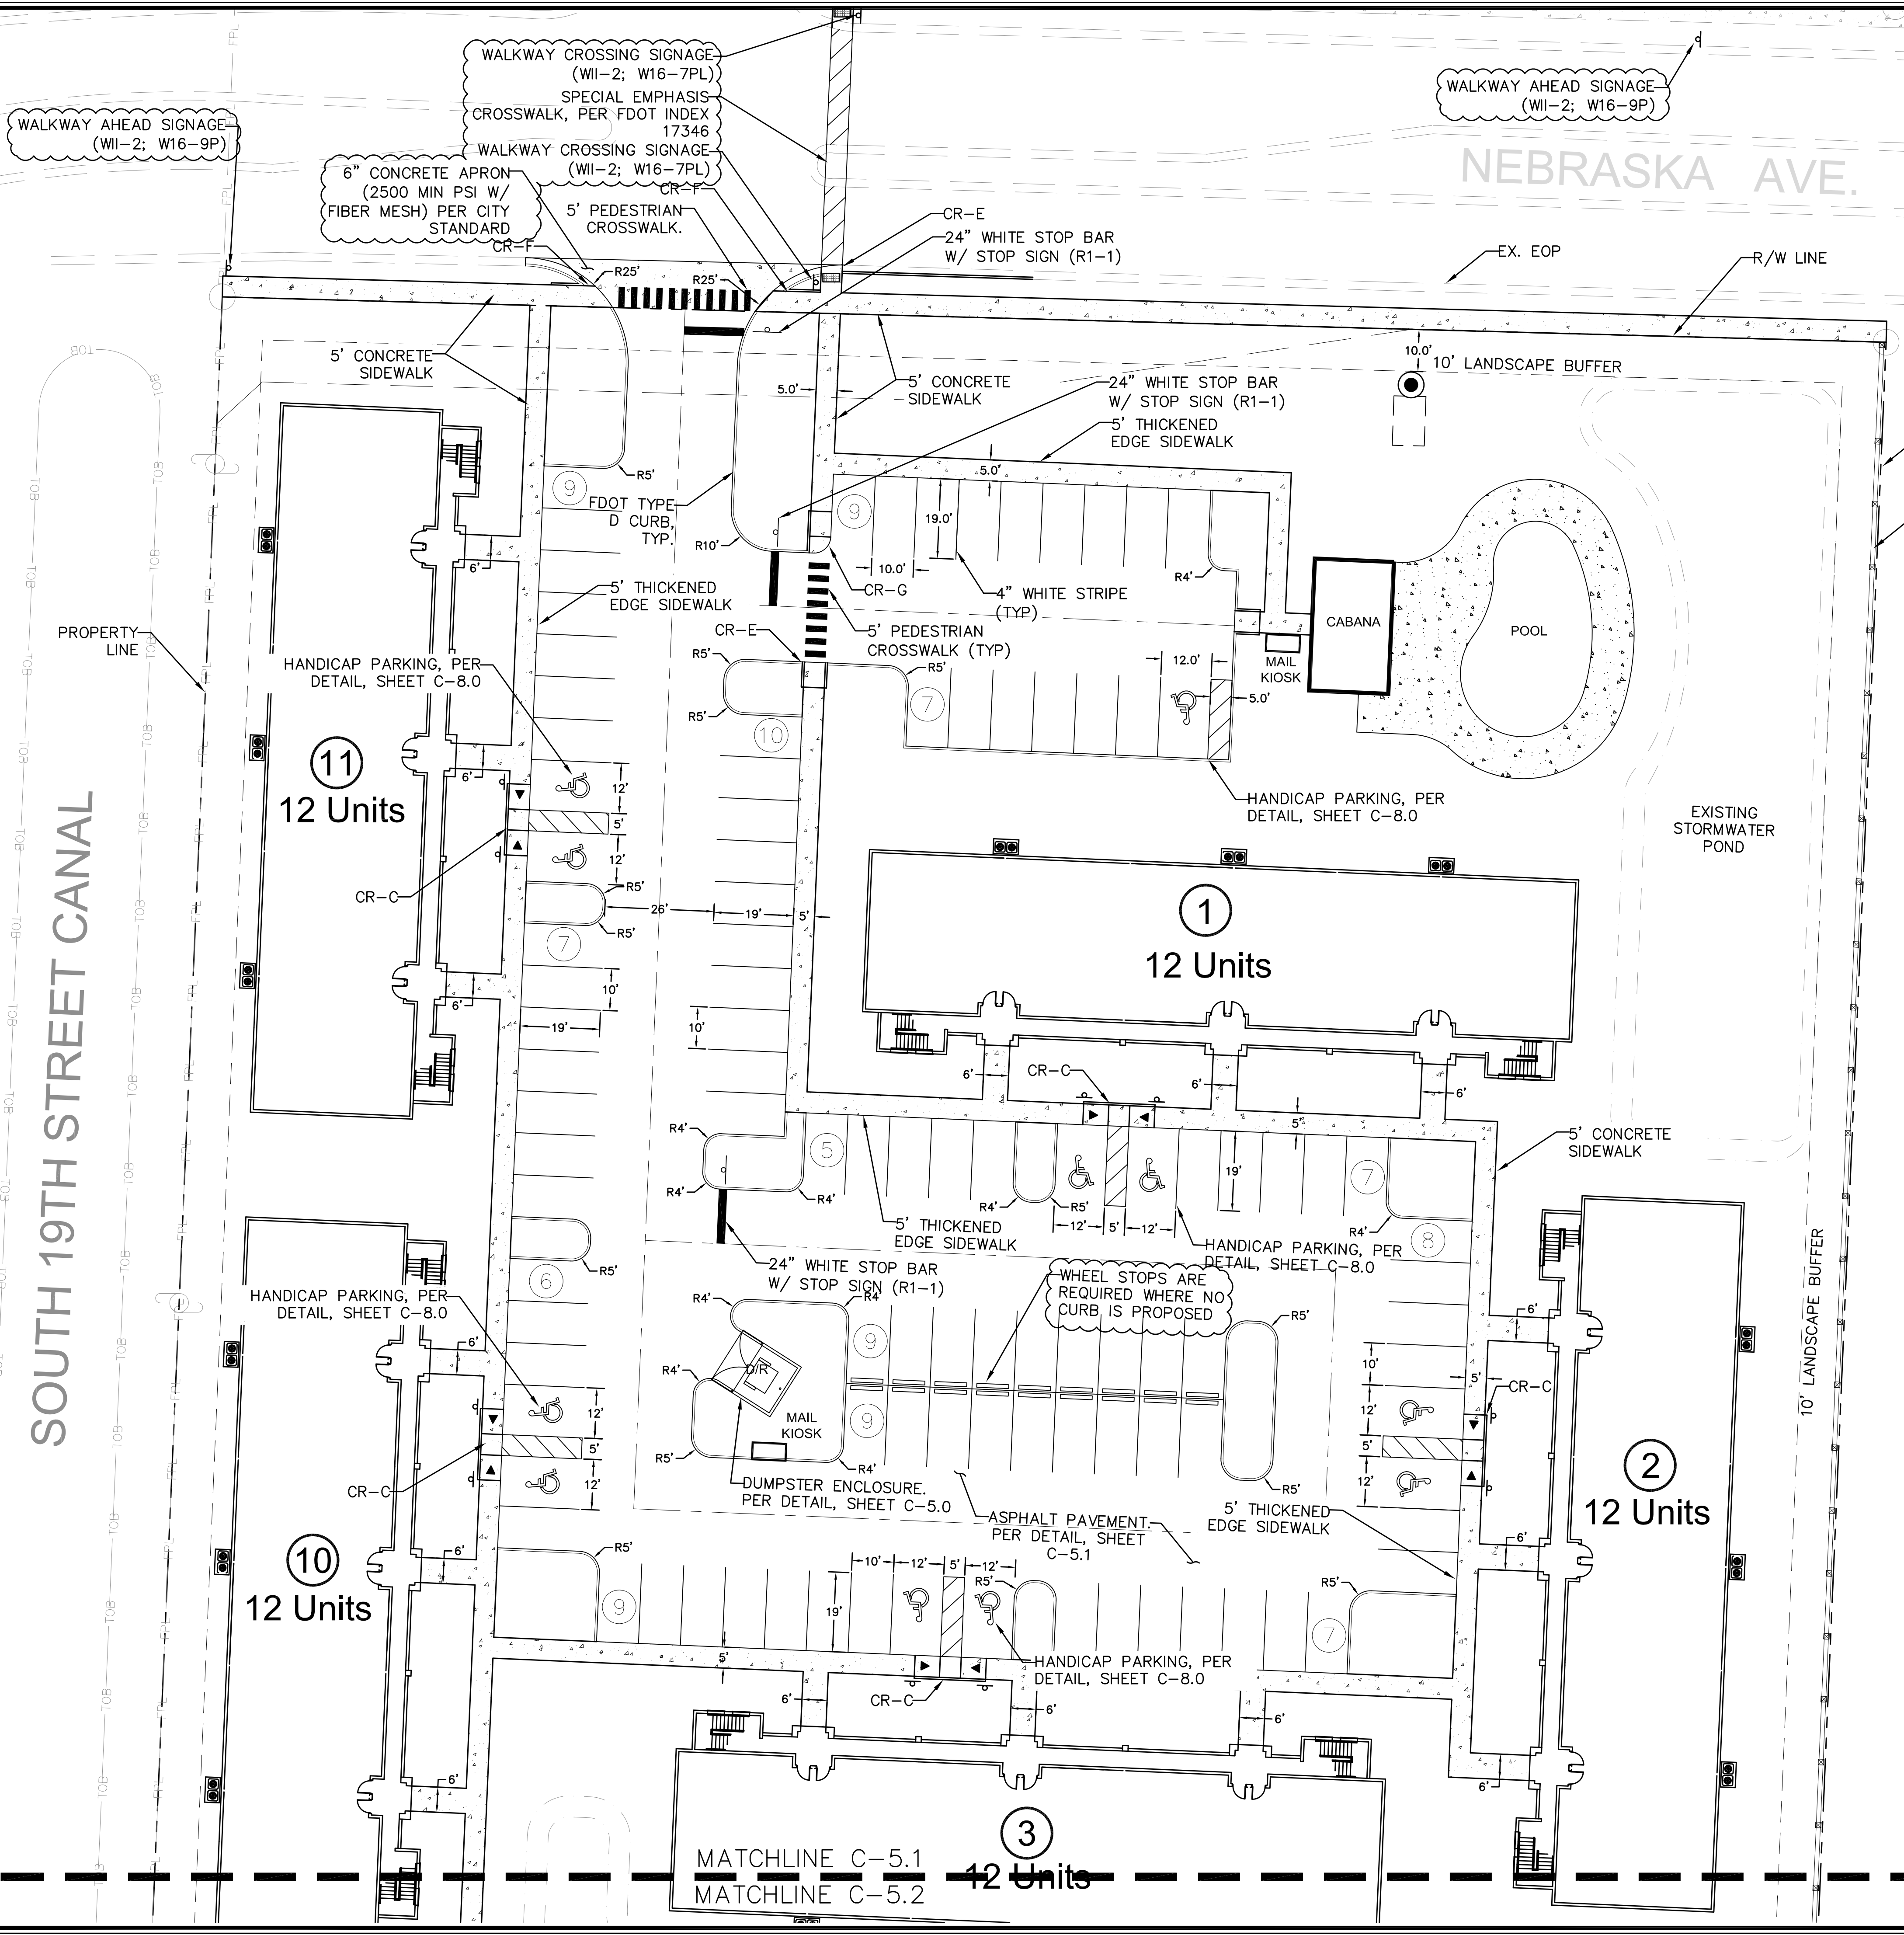 WALKWAY CROSSING SIGNAGE
(WII-2; W16-7PL)
SPECIAL EMPHASIS
CROSSWALK, PER FDOT INDEX
17346
WALKWAY CROSSING SIGNAGE
(WII-2; W16-7PL)
WALKWAY AHEAD SIGNAGE
(WII-2; W16-9P)
WALKWAY AHEAD SIGNAGE
(WII-2; W16-9P)
NEBRASKA AVE.
6" CONCRETE APRON
(2500 MIN PSI W/
FIBER MESH) PER CITY
STANDARD
CR-F
5' PEDESTRIAN
CROSSWALK.
CR-F
CR-E
24" WHITE STOP BAR
W/ STOP SIGN (R1-1)
EX. EOP
R/W LINE
R25'
R25'
5' CONCRETE
SIDEWALK
10.0'
10' LANDSCAPE BUFFER
5.0'
5' CONCRETE
SIDEWALK
24" WHITE STOP BAR
W/ STOP SIGN (R1-1)
5' THICKENED
EDGE SIDEWALK
5.0'
R5'
9
FDOT TYPE
D CURB,
TYP.
9
19.0'
R10'
10.0'
R4'
CR-G
4" WHITE STRIPE
(TYP)
6'
5' THICKENED
EDGE SIDEWALK
CR-E
5' PEDESTRIAN
CROSSWALK (TYP)
CABANA
POOL
PROPERTY
LINE
HANDICAP PARKING, PER
DETAIL, SHEET C-8.0
R5'
R5'
12.0'
MAIL
KIOSK
5.0'
7
R5'
10
11
12 Units
6'
12'
5'
12'
HANDICAP PARKING, PER
DETAIL, SHEET C-8.0
EXISTING
STORMWATER
POND
CR-C
R5'
26'
19'
5'
R5'
7
1
12 Units
6'
10'
19'
10'
SOUTH 19TH STREET CANAL
6'
CR-C
6'
6'
5'
R4'
5
R4'
R4'
R4'
R5'
12'
5'
12'
19'
7
R4'
8
5' CONCRETE
SIDEWALK
5' THICKENED
EDGE SIDEWALK
HANDICAP PARKING, PER
DETAIL, SHEET C-8.0
R5'
6
24" WHITE STOP BAR
W/ STOP SIGN (R1-1)
WHEEL STOPS ARE
REQUIRED WHERE NO
CURB IS PROPOSED
10' LANDSCAPE BUFFER
HANDICAP PARKING, PER
DETAIL, SHEET C-8.0
R4'
R4'
R5'
9
6'
6'
R4'
D/R
10'
5'
CR-C
12'
5'
12'
MAIL
KIOSK
9
12'
5'
12'
R5'
R4'
R5'
CR-C
DUMPSTER ENCLOSURE.
PER DETAIL, SHEET C-5.0
2
12 Units
5' THICKENED
EDGE SIDEWALK
ASPHALT PAVEMENT.
PER DETAIL, SHEET
C-5.1
10
12 Units
6'
R5'
6'
10'
12'
5'
12'
R5'
R5'
9
19'
7
5'
HANDICAP PARKING, PER
DETAIL, SHEET C-8.0
CR-C
6'
6'
6'
6'
6'
3
12 Units
MATCHLINE C-5.1
MATCHLINE C-5.2
FPL
TOB